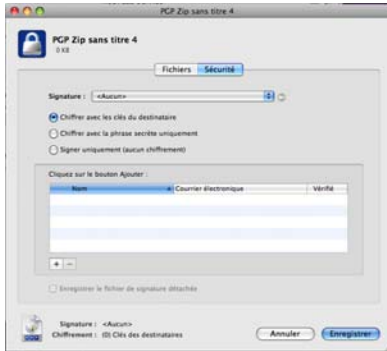 PGP Zip sans titre 4
PGP Zip sans titre 4
0 KB
Fichiers Sécurité
Signature : <Aucun>
Chiffrer avec les clés du destinataire
Chiffrer avec la phrase secrète uniquement
Signer uniquement (aucun chiffrement)
Cliquez sur le bouton Ajouter :
Nom Courrier électronique Vérifié
+ −
Enregistrer le fichier de signature détachée
Signature : <Aucun>
Chiffrement : (0) Clés des destinataires
Annuler Enregistrer